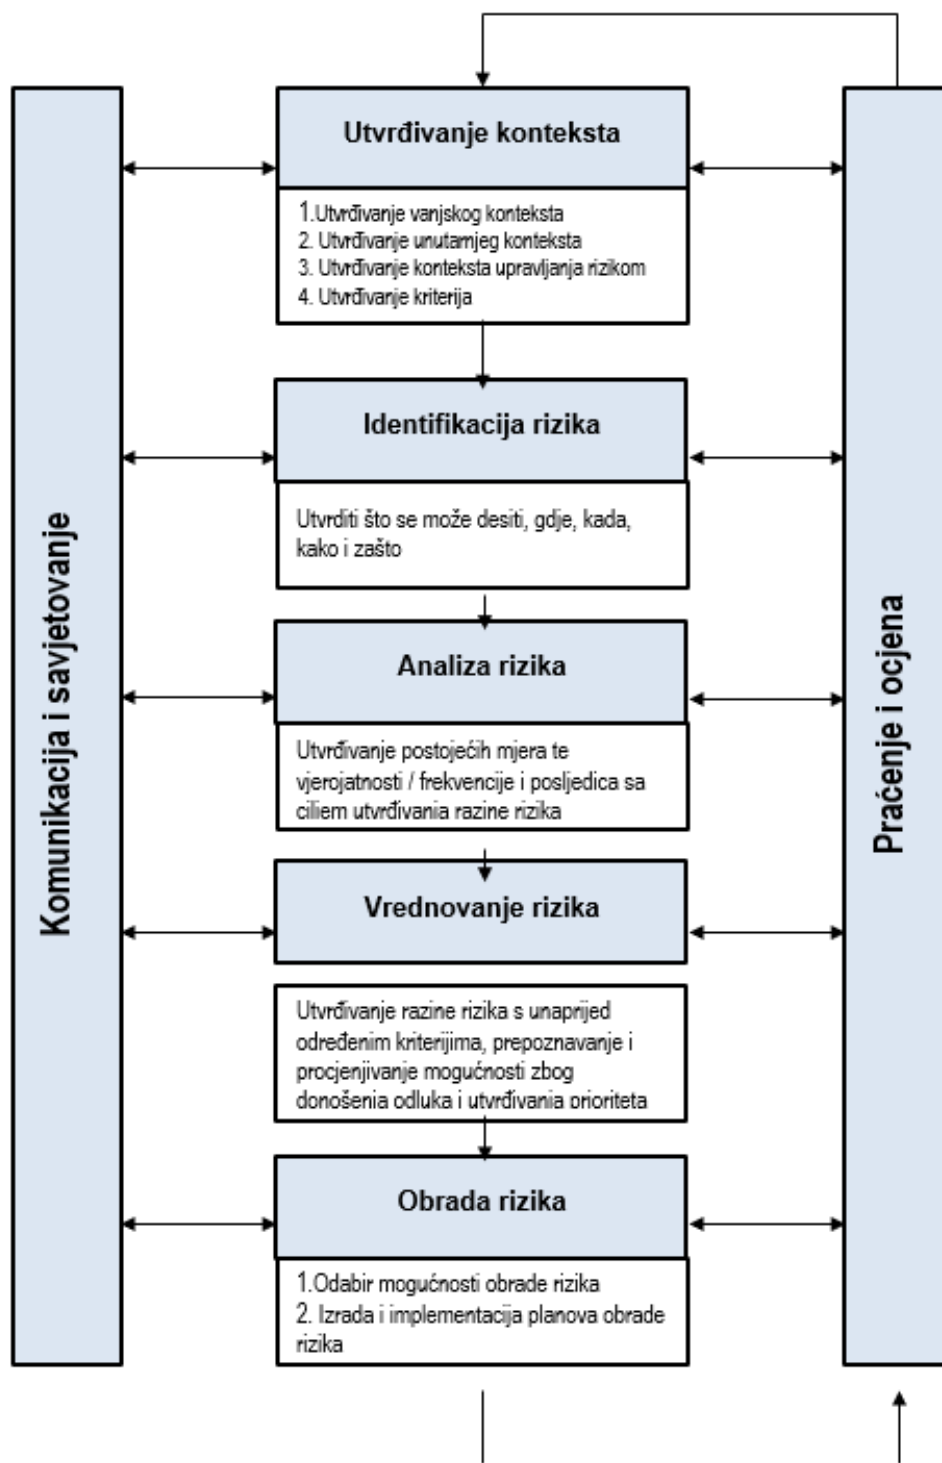 Utvrđivanje konteksta
1.Utvrđivanje vanjskog konteksta
2. Utvrđivanje unutarnjeg konteksta
3. Utvrđivanje konteksta upravljanja rizikom
4. Utvrđivanje kriterija
Identifikacija rizika
Utvrditi što se može desiti, gdje, kada,
kako i zašto
Analiza rizika
Utvrđivanje postojećih mjera te
vjerojatnosti / frekvencije i posljedica sa
ciljem utvrđivanja razine rizika
Vrednovanje rizika
Utvrđivanje razine rizika s unaprijed
određenim kriterijima, prepoznavanje i
procjenjivanje mogućnosti zbog
donošenja odluka i utvrđivanja prioriteta
Obrada rizika
1.Odabir mogućnosti obrade rizika
2. Izrada i implementacija planova obrade
rizika
Komunikacija i savjetovanje
Praćenje i ocjena